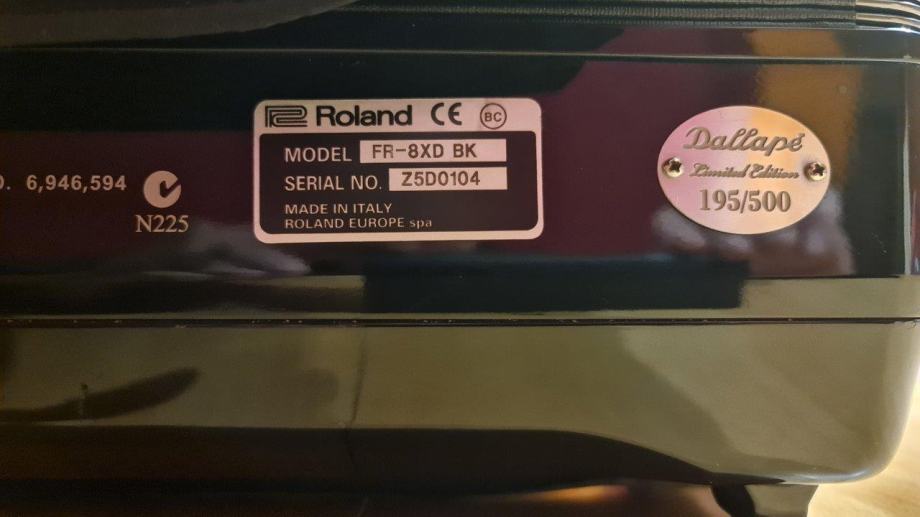 Roland CE BC
MODEL FR-8XD BK
SERIAL NO. Z5D0104
MADE IN ITALY
ROLAND EUROPE spa
6,946,594
N225
Dallapé
Limited Edition
195/500